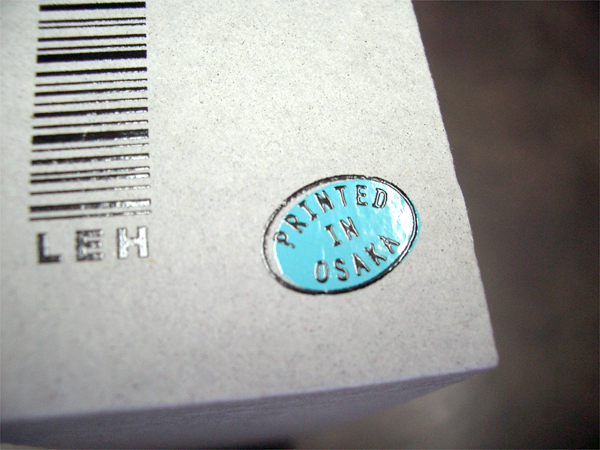 LEH
PRINTED
IN
OSAKA